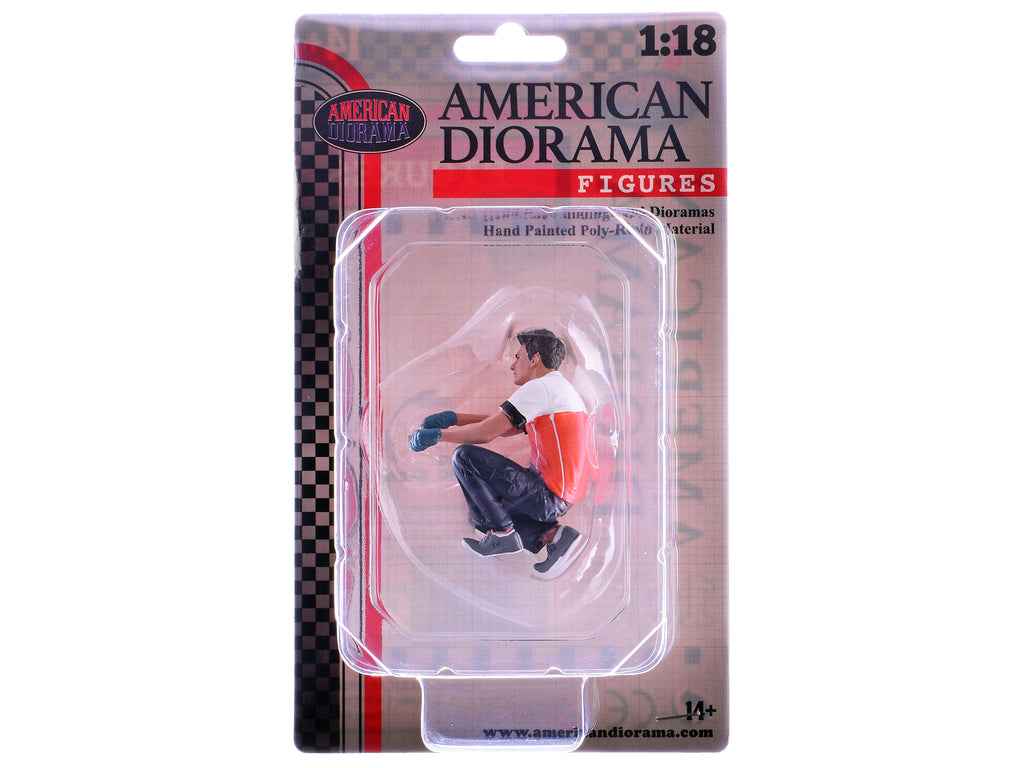 1:18
AMERICAN
DIORAMA
AMERICAN
DIORAMA
FIGURES
Dioramas
Hand Painted Poly-Resin Material
14+
www.americandiorama.com